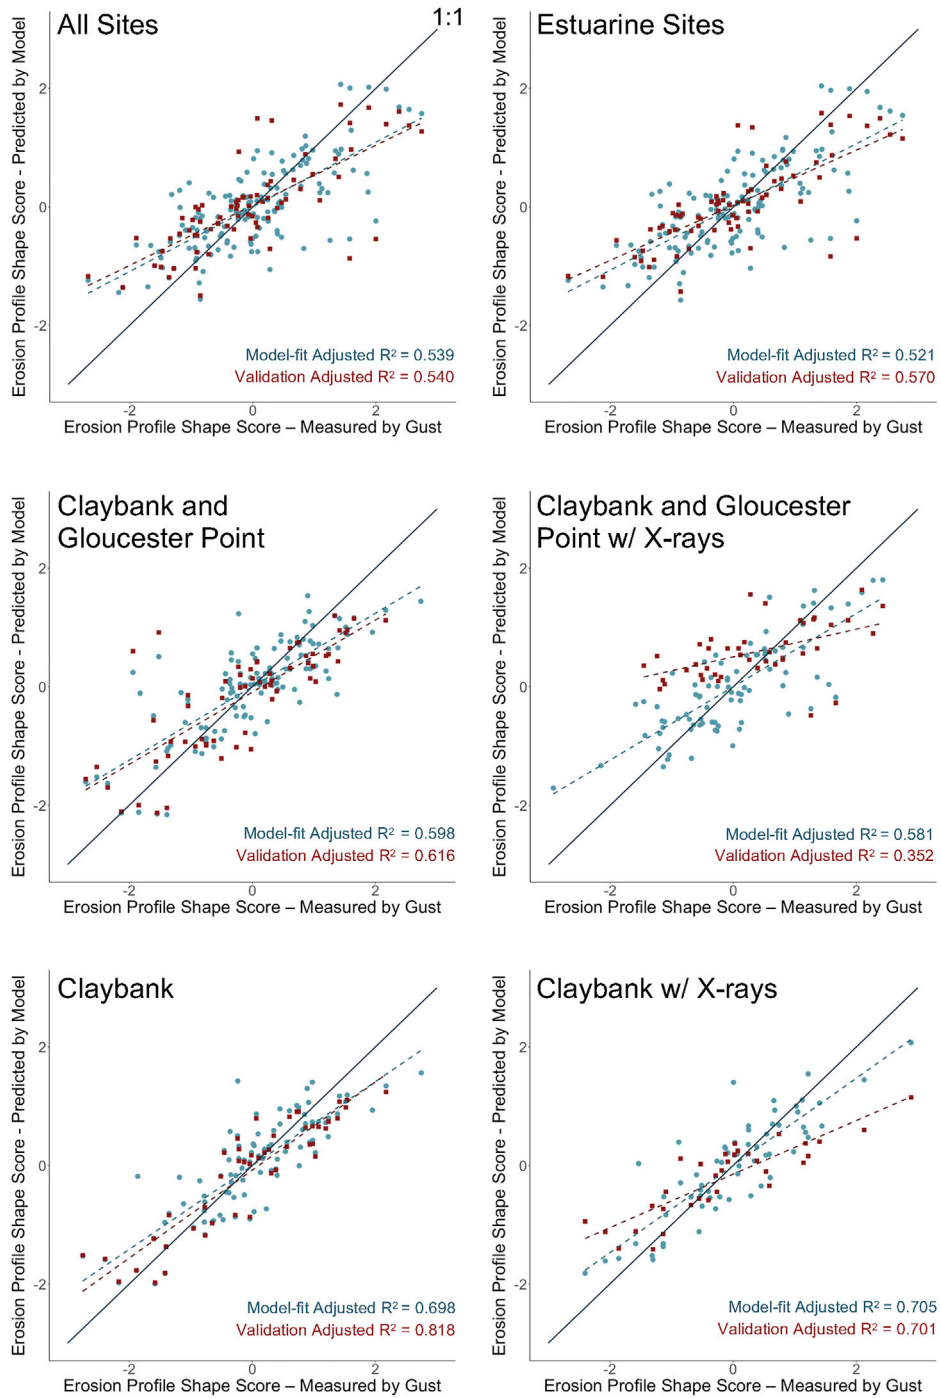 All Sites
1:1
Erosion Profile Shape Score - Predicted by Model
2
0
-2
Model-fit Adjusted R² = 0.539
Validation Adjusted R² = 0.540
-2 0 2
Erosion Profile Shape Score – Measured by Gust
Estuarine Sites
Erosion Profile Shape Score - Predicted by Model
2
0
-2
Model-fit Adjusted R² = 0.521
Validation Adjusted R² = 0.570
-2 0 2
Erosion Profile Shape Score – Measured by Gust
Claybank and
Gloucester Point
Erosion Profile Shape Score - Predicted by Model
2
0
-2
Model-fit Adjusted R² = 0.598
Validation Adjusted R² = 0.616
-2 0 2
Erosion Profile Shape Score – Measured by Gust
Claybank and Gloucester
Point w/ X-rays
Erosion Profile Shape Score - Predicted by Model
2
0
-2
Model-fit Adjusted R² = 0.581
Validation Adjusted R² = 0.352
-2 0 2
Erosion Profile Shape Score – Measured by Gust
Claybank
Erosion Profile Shape Score - Predicted by Model
2
0
-2
Model-fit Adjusted R² = 0.698
Validation Adjusted R² = 0.818
-2 0 2
Erosion Profile Shape Score – Measured by Gust
Claybank w/ X-rays
Erosion Profile Shape Score - Predicted by Model
2
0
-2
Model-fit Adjusted R² = 0.705
Validation Adjusted R² = 0.701
-2 0 2
Erosion Profile Shape Score – Measured by Gust